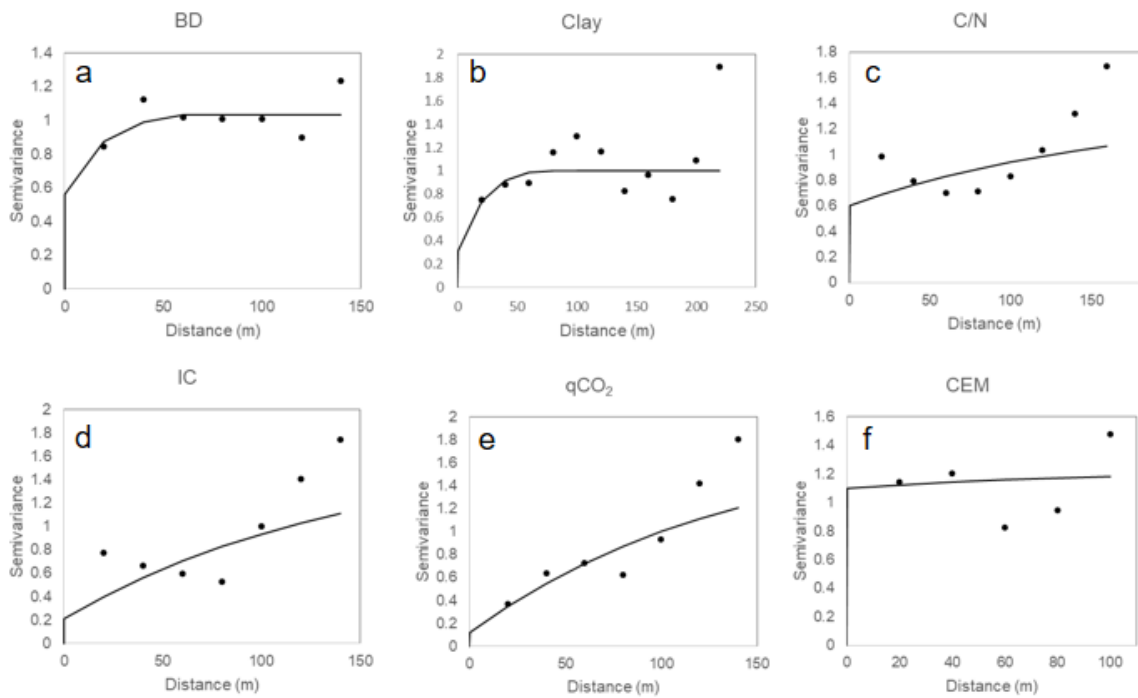 BD
a
Semivariance
1.4
1.2
1
0.8
0.6
0.4
0.2
0
0 50 100 150
Distance (m)
Clay
b
Semivariance
2
1.8
1.6
1.4
1.2
1
0.8
0.6
0.4
0.2
0
0 50 100 150 200 250
Distance (m)
C/N
c
Semivariance
1.8
1.6
1.4
1.2
1
0.8
0.6
0.4
0.2
0
0 50 100 150
Distance (m)
IC
d
Semivariance
2
1.8
1.6
1.4
1.2
1
0.8
0.6
0.4
0.2
0
0 50 100 150
Distance (m)
qCO₂
e
Semivariance
2
1.8
1.6
1.4
1.2
1
0.8
0.6
0.4
0.2
0
0 50 100 150
Distance (m)
CEM
f
Semivariance
1.6
1.4
1.2
1
0.8
0.6
0.4
0.2
0
0 20 40 60 80 100
Distance (m)